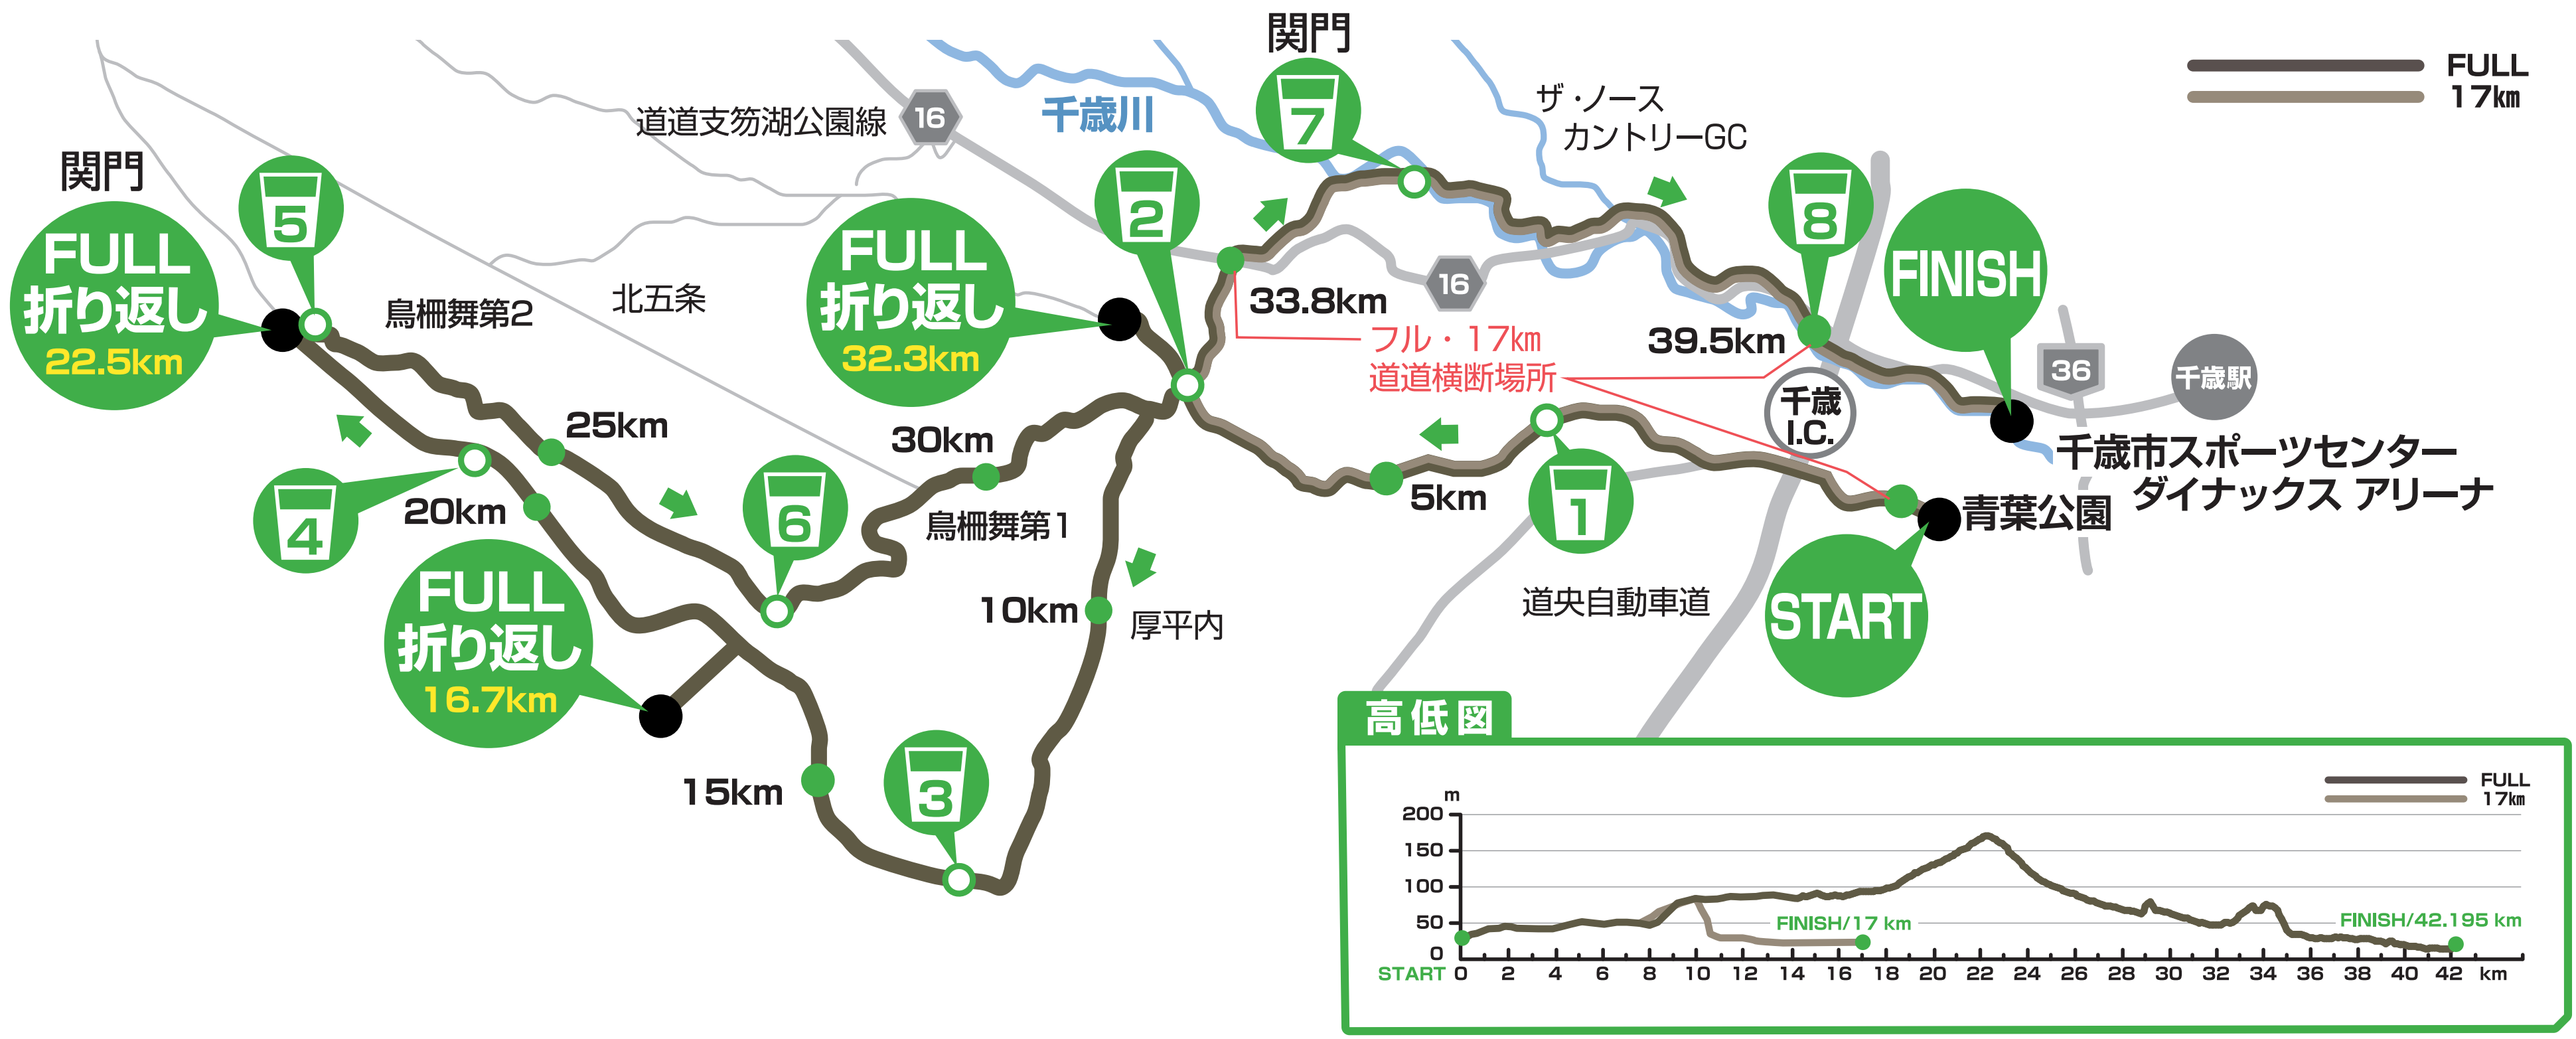 関門
FULL
17km
道道支笏湖公園線
16
千歳川
7
ザ・ノース
カントリーGC
関門
5
2
8
FULL
折り返し
22.5km
鳥柵舞第2
北五条
FULL
折り返し
32.3km
33.8km
16
フル・17km
道道横断場所
39.5km
FINISH
36
千歳駅
千歳
I.C.
25km
30km
千歳市スポーツセンター
ダイナックス アリーナ
4
20km
6
鳥柵舞第1
5km
1
青葉公園
FULL
折り返し
16.7km
10km
厚平内
道央自動車道
START
15km
3
高低図
FULL
17km
m
200
150
100
50
0
FINISH/17 km
FINISH/42.195 km
START 0 2 4 6 8 10 12 14 16 18 20 22 24 26 28 30 32 34 36 38 40 42 km